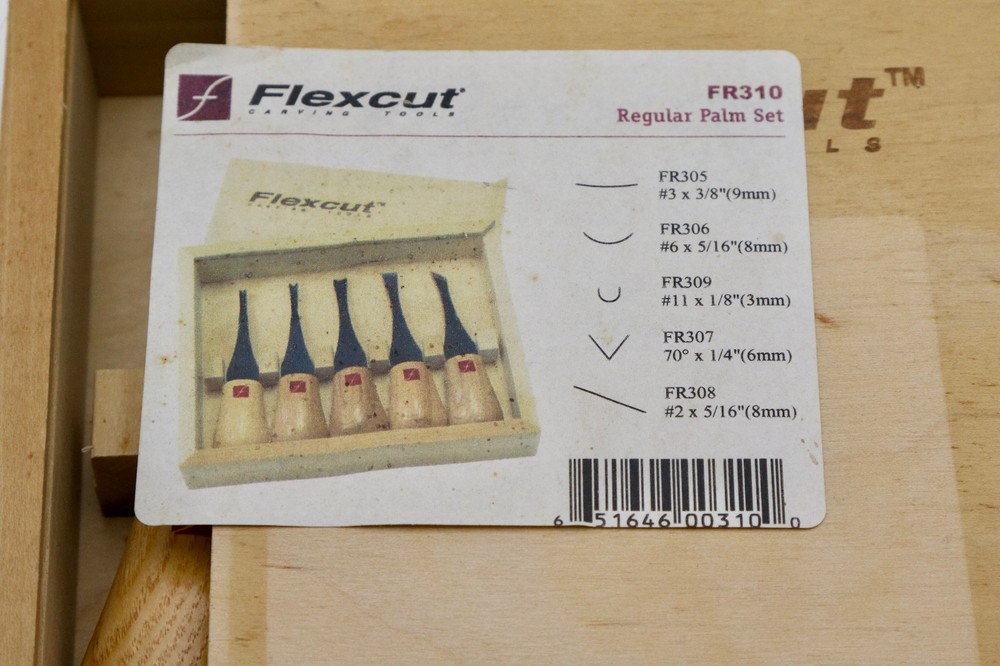 Flexcut
CARVING TOOLS
FR310
Regular Palm Set
ut™
LS
Flexcut™
CARVING TOOLS
FR305
#3 x 3/8"(9mm)
FR306
#6 x 5/16"(8mm)
FR309
#11 x 1/8"(3mm)
FR307
70° x 1/4"(6mm)
FR308
#2 x 5/16"(8mm)
6 51646 00310 0